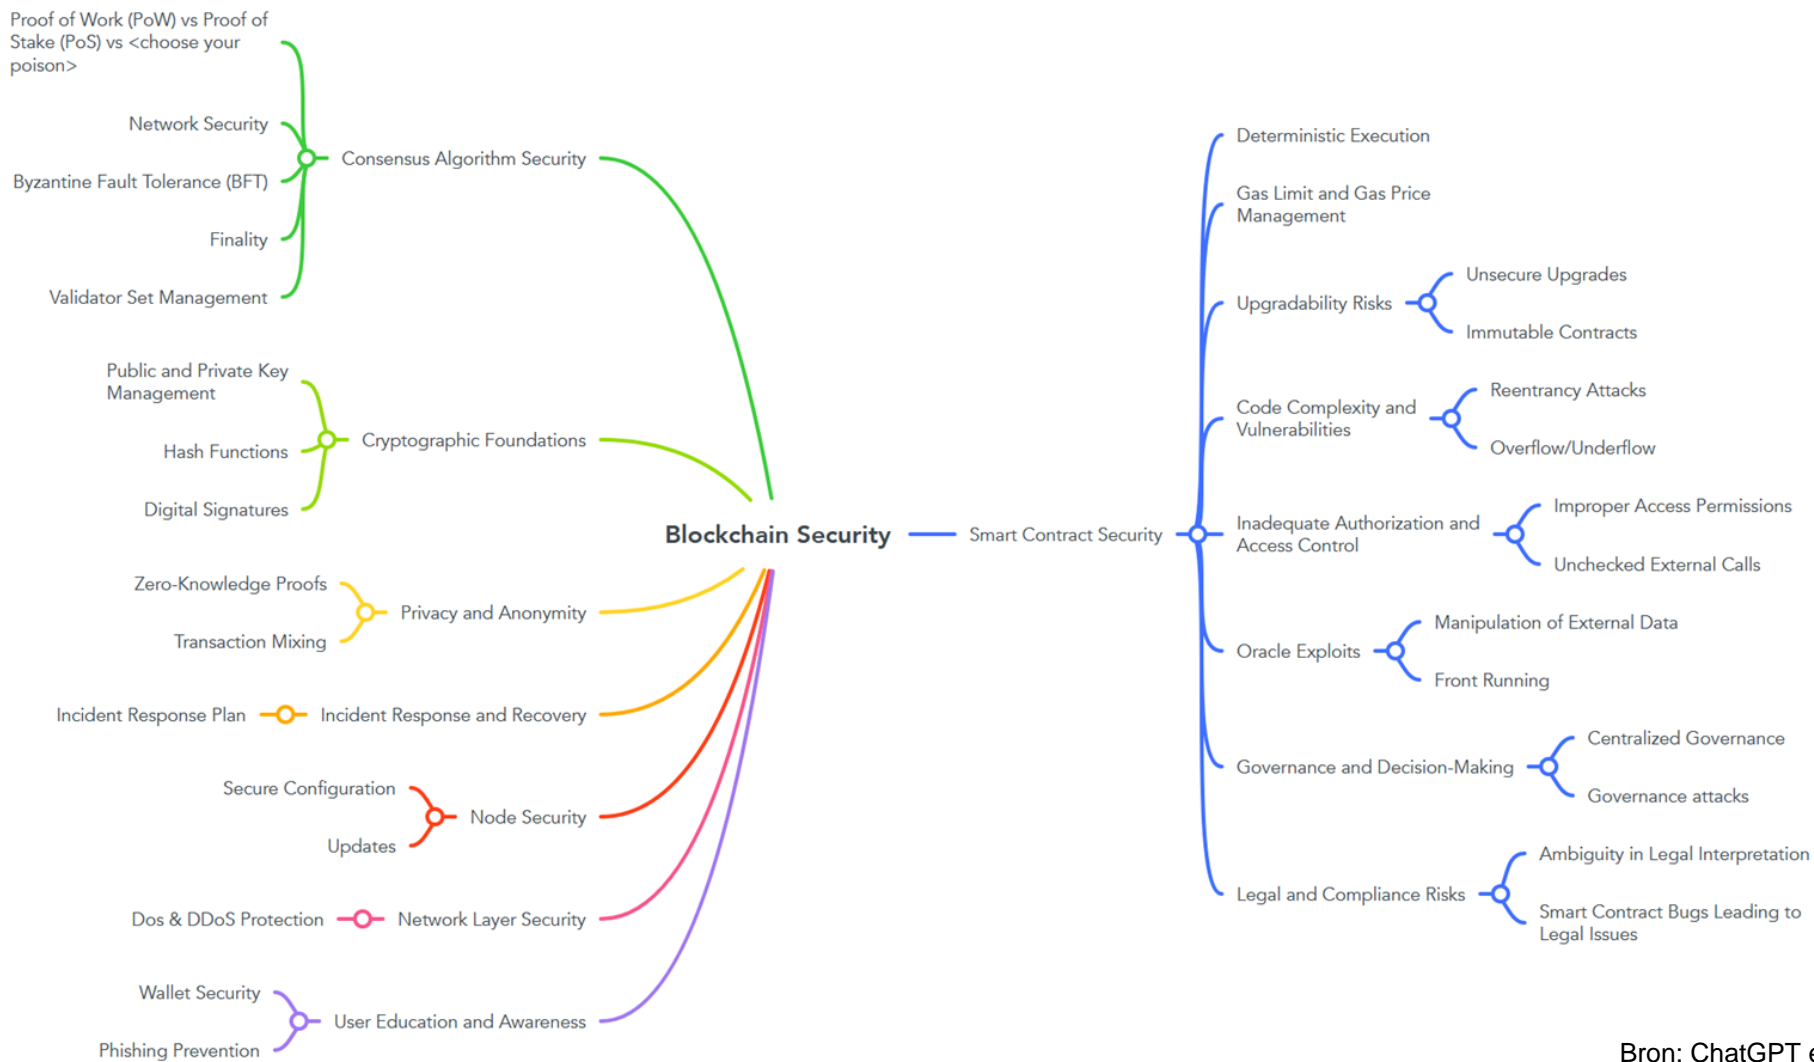 Proof of Work (PoW) vs Proof of
Stake (PoS) vs <choose your
poison>
Network Security
Byzantine Fault Tolerance (BFT)
Finality
Validator Set Management
Consensus Algorithm Security
Public and Private Key
Management
Hash Functions
Digital Signatures
Cryptographic Foundations
Zero-Knowledge Proofs
Transaction Mixing
Privacy and Anonymity
Incident Response Plan
Incident Response and Recovery
Secure Configuration
Updates
Node Security
Dos & DDoS Protection
Network Layer Security
Wallet Security
Phishing Prevention
User Education and Awareness
Blockchain Security
Smart Contract Security
Deterministic Execution
Gas Limit and Gas Price
Management
Upgradability Risks
Unsecure Upgrades
Immutable Contracts
Code Complexity and
Vulnerabilities
Reentrancy Attacks
Overflow/Underflow
Inadequate Authorization and
Access Control
Improper Access Permissions
Unchecked External Calls
Oracle Exploits
Manipulation of External Data
Front Running
Governance and Decision-Making
Centralized Governance
Governance attacks
Legal and Compliance Risks
Ambiguity in Legal Interpretation
Smart Contract Bugs Leading to
Legal Issues
Bron: ChatGPT e